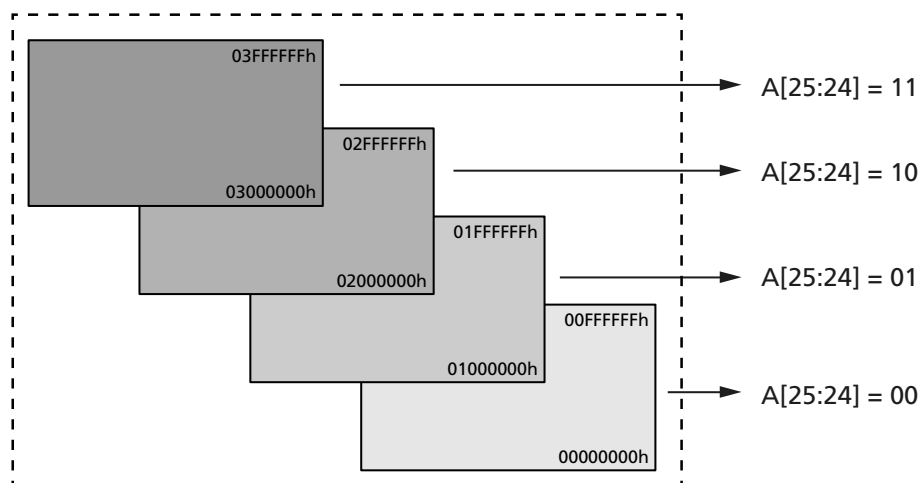 03FFFFFFh
A[25:24] = 11
02FFFFFFh
A[25:24] = 10
03000000h
01FFFFFFh
A[25:24] = 01
02000000h
00FFFFFFh
01000000h
A[25:24] = 00
00000000h